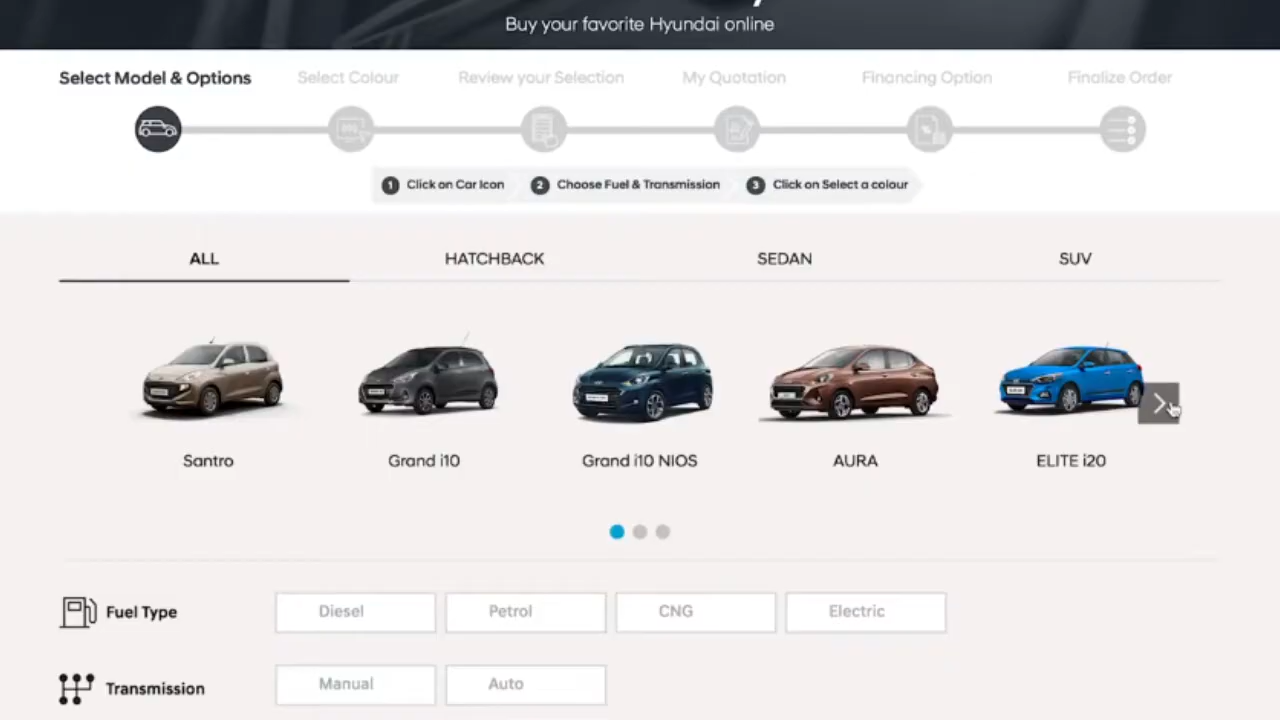 Buy your favorite Hyundai online
Select Model & Options Select Colour Review your Selection My Quotation Financing Option Finalize Order
1 Click on Car Icon 2 Choose Fuel & Transmission 3 Click on Select a colour
ALL HATCHBACK SEDAN SUV
Santro Grand i10 Grand i10 NIOS AURA ELITE i20
Fuel Type Diesel Petrol CNG Electric
Transmission Manual Auto